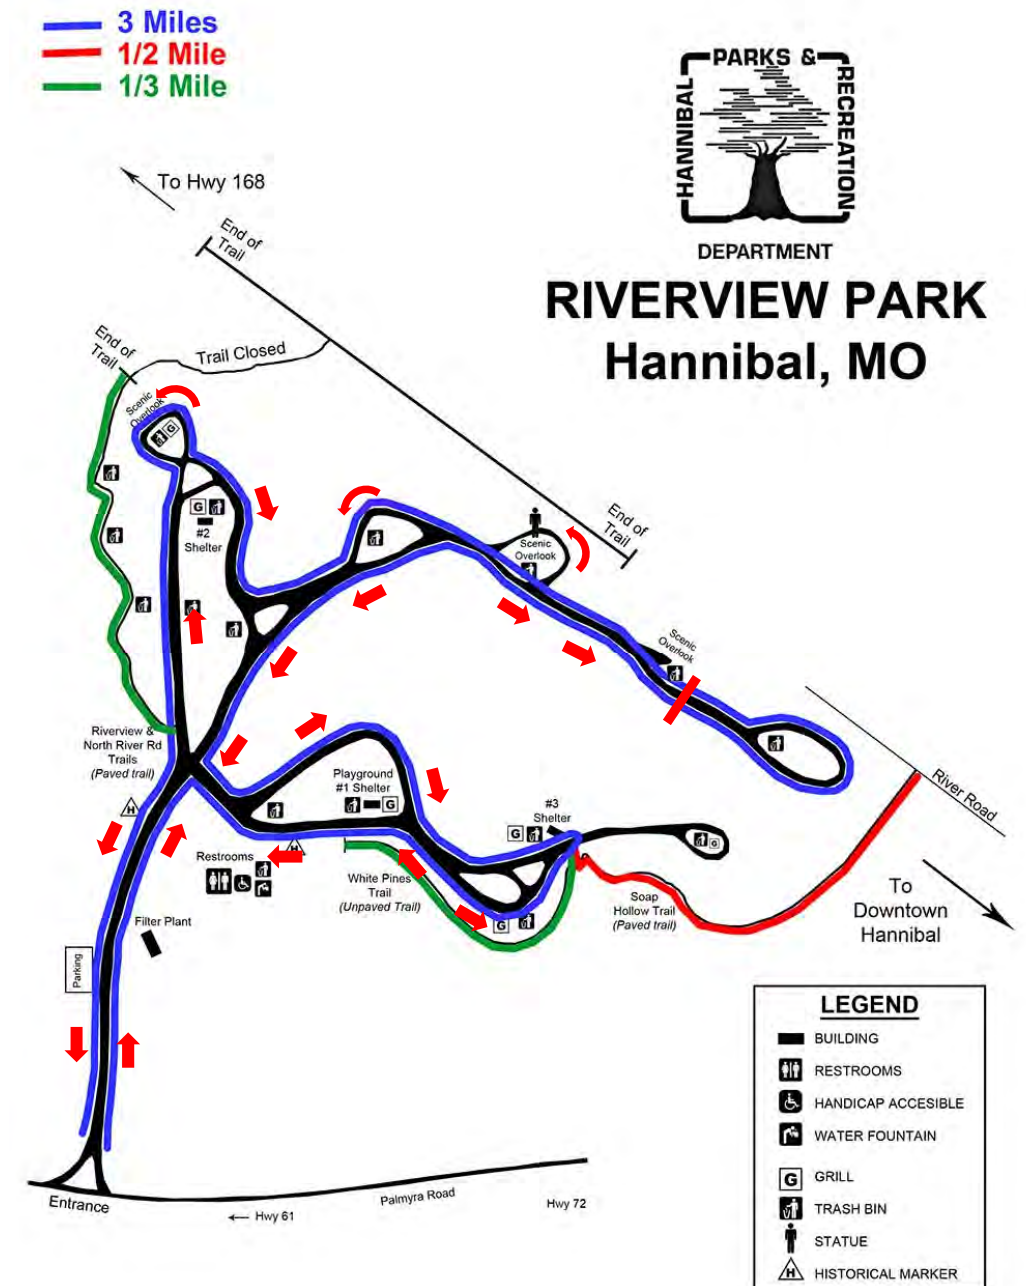 3 Miles
1/2 Mile
1/3 Mile
PARKS &
RECREATION
HANNIBAL
DEPARTMENT
RIVERVIEW PARK
Hannibal, MO
To Hwy 168
End of
Trail
End of
Trail
Trail Closed
Scenic
Overlook
G
G
#2
Shelter
End of
Trail
Scenic
Overlook
Scenic
Overlook
Riverview &
North River Rd
Trails
(Paved trail)
H
Playground
#1 Shelter
G
#3
Shelter
G
G
River Road
H
Restrooms
White Pines
Trail
(Unpaved Trail)
G
Soap
Hollow Trail
(Paved trail)
To
Downtown
Hannibal
Filter Plant
Parking
Entrance
Palmyra Road
Hwy 72
Hwy 61
LEGEND
BUILDING
RESTROOMS
HANDICAP ACCESIBLE
WATER FOUNTAIN
G GRILL
TRASH BIN
STATUE
H HISTORICAL MARKER